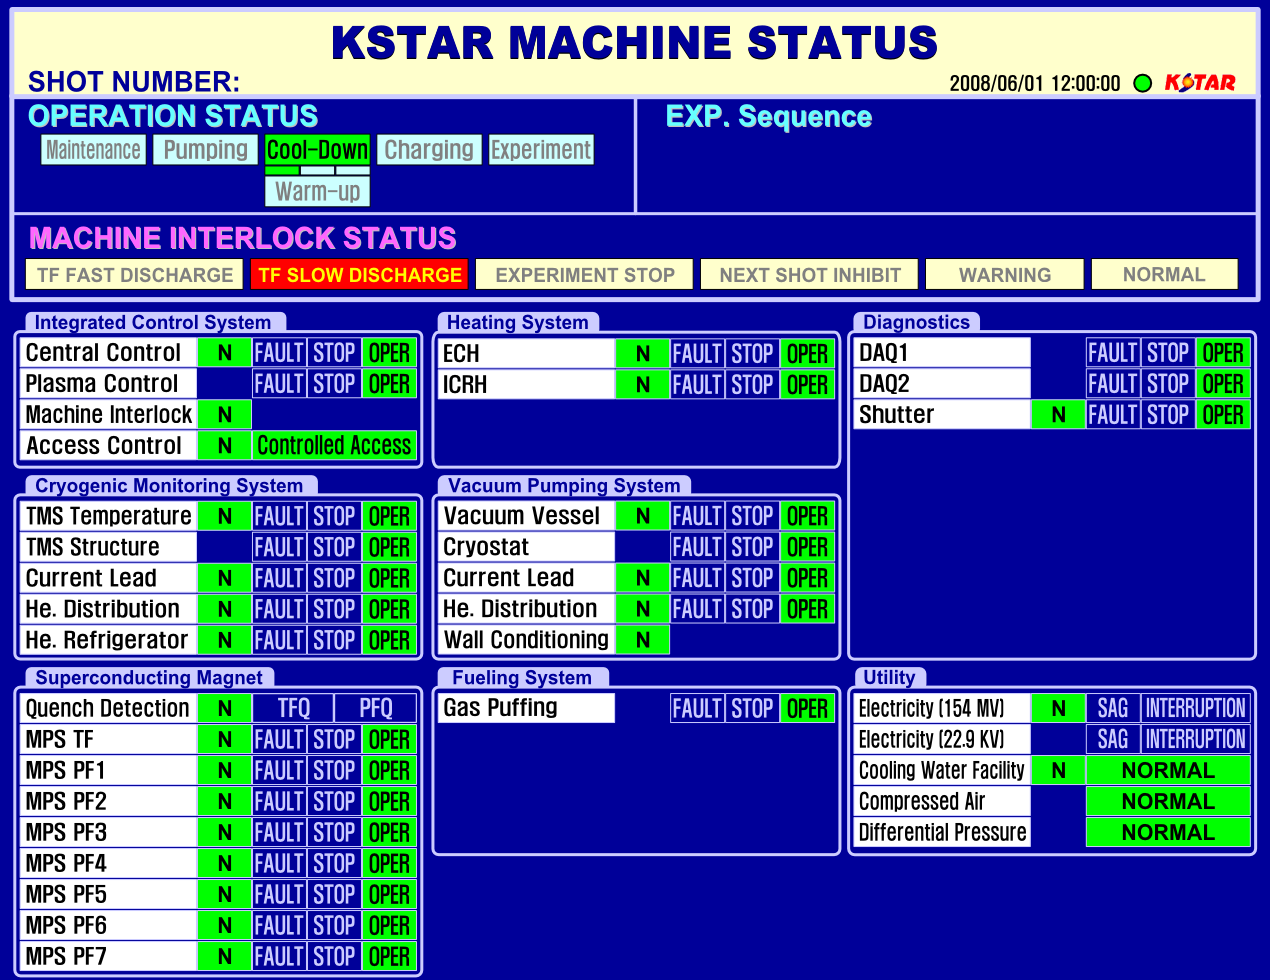 KSTAR MACHINE STATUS
SHOT NUMBER:
2008/06/01 12:00:00 KSTAR
OPERATION STATUS
Maintenance Pumping Cool-Down Charging Experiment
Warm-up
EXP. Sequence
MACHINE INTERLOCK STATUS
TF FAST DISCHARGE TF SLOW DISCHARGE EXPERIMENT STOP NEXT SHOT INHIBIT WARNING NORMAL
Integrated Control System
Central Control N FAULT STOP OPER
Plasma Control FAULT STOP OPER
Machine Interlock N
Access Control N Controlled Access
Heating System
ECH N FAULT STOP OPER
ICRH N FAULT STOP OPER
Diagnostics
DAQ1 FAULT STOP OPER
DAQ2 FAULT STOP OPER
Shutter N FAULT STOP OPER
Cryogenic Monitoring System
TMS Temperature N FAULT STOP OPER
TMS Structure FAULT STOP OPER
Current Lead N FAULT STOP OPER
He. Distribution N FAULT STOP OPER
He. Refrigerator N FAULT STOP OPER
Vacuum Pumping System
Vacuum Vessel N FAULT STOP OPER
Cryostat FAULT STOP OPER
Current Lead N FAULT STOP OPER
He. Distribution N FAULT STOP OPER
Wall Conditioning N
Superconducting Magnet
Quench Detection N TFQ PFQ
MPS TF N FAULT STOP OPER
MPS PF1 N FAULT STOP OPER
MPS PF2 N FAULT STOP OPER
MPS PF3 N FAULT STOP OPER
MPS PF4 N FAULT STOP OPER
MPS PF5 N FAULT STOP OPER
MPS PF6 N FAULT STOP OPER
MPS PF7 N FAULT STOP OPER
Fueling System
Gas Puffing FAULT STOP OPER
Utility
Electricity (154 MV) N SAG INTERRUPTION
Electricity (22.9 KV) SAG INTERRUPTION
Cooling Water Facility N NORMAL
Compressed Air NORMAL
Differential Pressure NORMAL